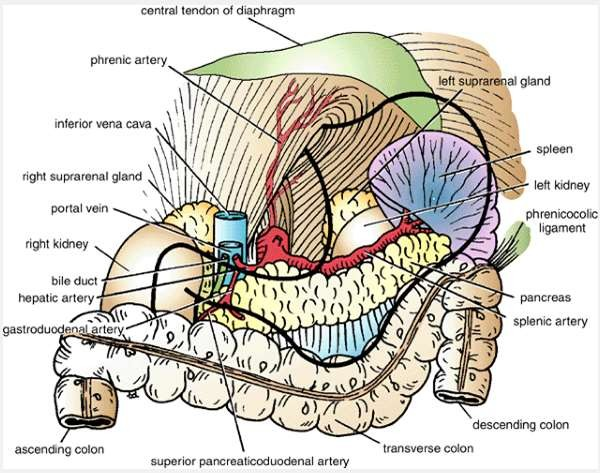 central tendon of diaphragm
phrenic artery
left suprarenal gland
inferior vena cava
spleen
right suprarenal gland
left kidney
portal vein
phrenicocolic
ligament
right kidney
bile duct
hepatic artery
pancreas
splenic artery
gastroduodenal artery
descending colon
ascending colon
transverse colon
superior pancreaticoduodenal artery